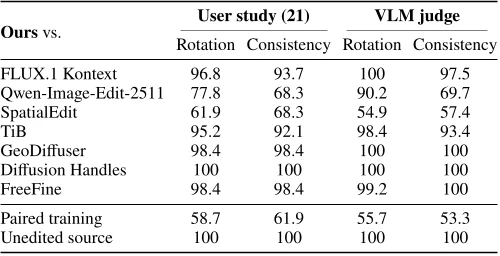 Ours vs. User study (21) VLM judge
Rotation Consistency Rotation Consistency
FLUX.1 Kontext 96.8 93.7 100 97.5
Qwen-Image-Edit-2511 77.8 68.3 90.2 69.7
SpatialEdit 61.9 68.3 54.9 57.4
TiB 95.2 92.1 98.4 93.4
GeoDiffuser 98.4 98.4 100 100
Diffusion Handles 100 100 100 100
FreeFine 98.4 98.4 99.2 100
Paired training 58.7 61.9 55.7 53.3
Unedited source 100 100 100 100